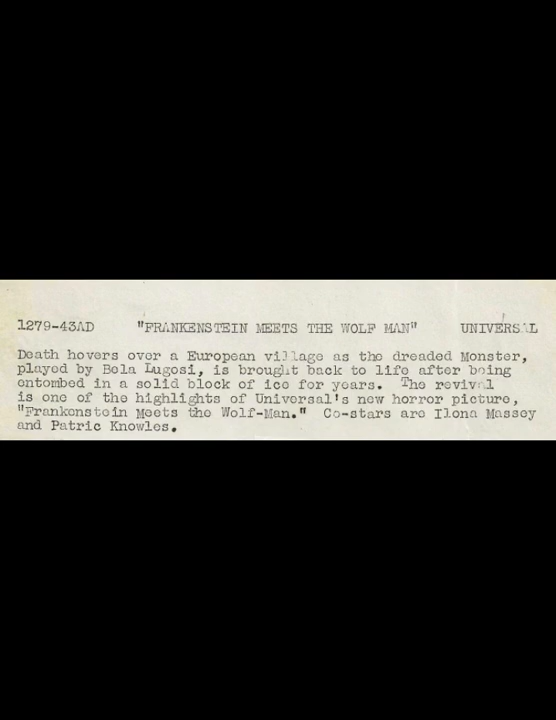 1279-43AD "FRANKENSTEIN MEETS THE WOLF MAN" UNIVERSAL
Death hovers over a European village as the dreaded Monster,
played by Bela Lugosi, is brought back to life after being
entombed in a solid block of ice for years. The revival
is one of the highlights of Universal's new horror picture,
"Frankenstein Meets the Wolf-Man." Co-stars are Ilona Massey
and Patric Knowles.